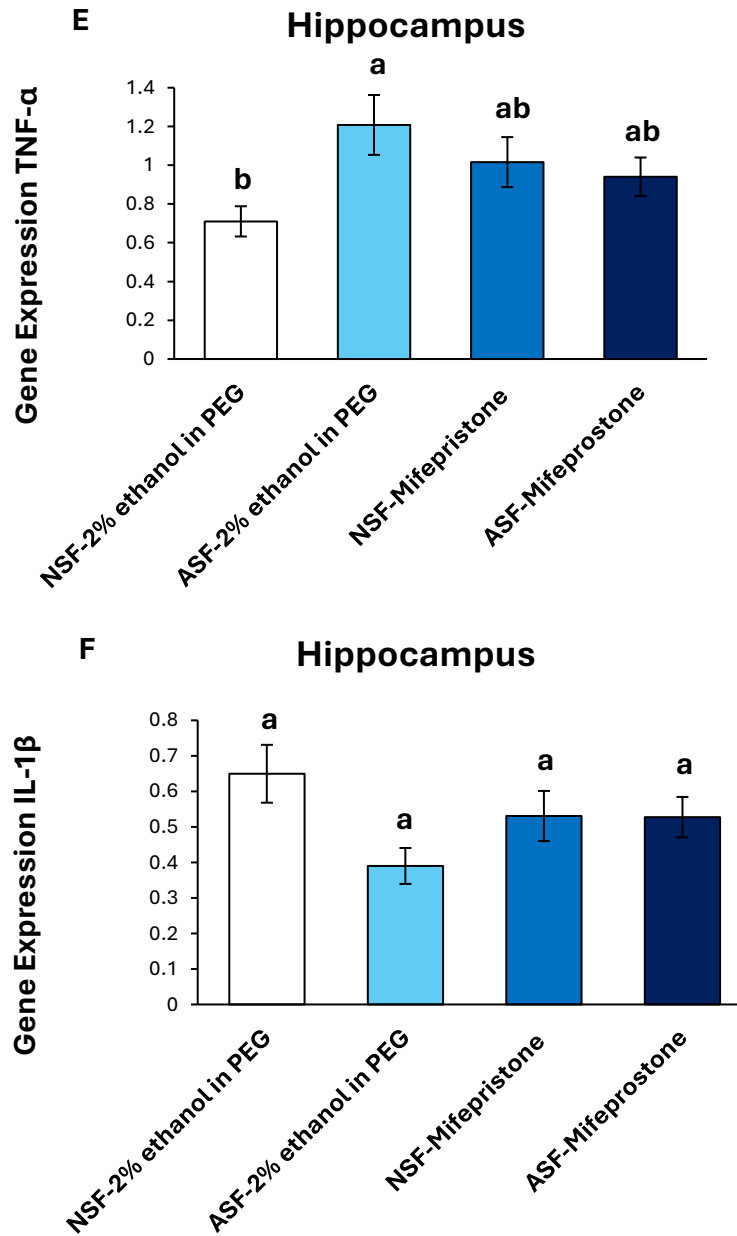 E
Hippocampus
Gene Expression TNF-α
1.4
1.2
1
0.8
0.6
0.4
0.2
0
b
a
ab
ab
NSF-2% ethanol in PEG
ASF-2% ethanol in PEG
NSF-Mifepristone
ASF-Mifeprostone
F
Hippocampus
Gene Expression IL-1β
0.8
0.7
0.6
0.5
0.4
0.3
0.2
0.1
0
a
a
a
a
NSF-2% ethanol in PEG
ASF-2% ethanol in PEG
NSF-Mifepristone
ASF-Mifeprostone